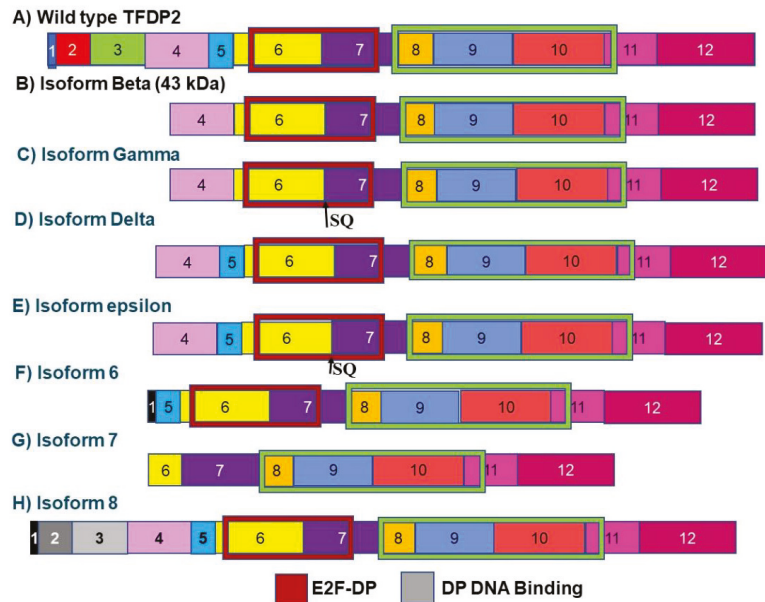 A) Wild type TFDP2
1 2 3 4 5 6 7 8 9 10 11 12
B) Isoform Beta (43 kDa)
4 6 7 8 9 10 11 12
C) Isoform Gamma
4 6 7 8 9 10 11 12
SQ
D) Isoform Delta
4 5 6 7 8 9 10 11 12
E) Isoform epsilon
4 5 6 7 8 9 10 11 12
SQ
F) Isoform 6
1 5 6 7 8 9 10 11 12
G) Isoform 7
6 7 8 9 10 11 12
H) Isoform 8
1 2 3 4 5 6 7 8 9 10 11 12
E2F-DP DP DNA Binding